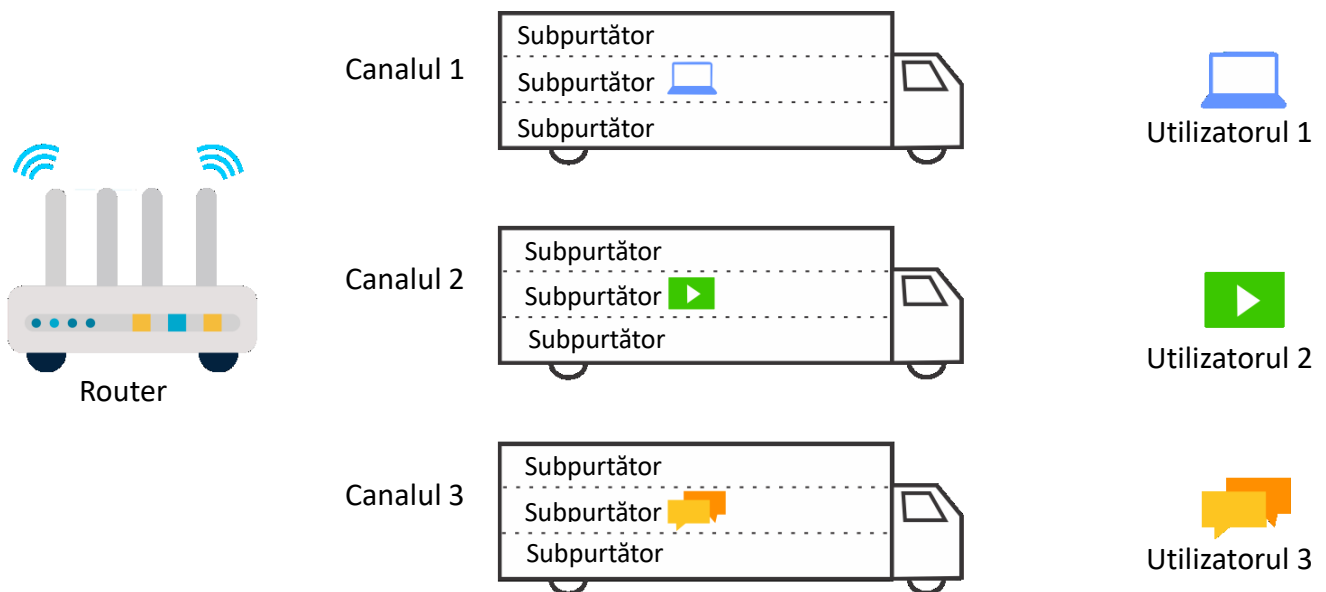 Subpurtător
Canalul 1
Subpurtător
Subpurtător
Utilizatorul 1
Subpurtător
Canalul 2
Subpurtător
Subpurtător
Utilizatorul 2
Router
Subpurtător
Canalul 3
Subpurtător
Subpurtător
Utilizatorul 3